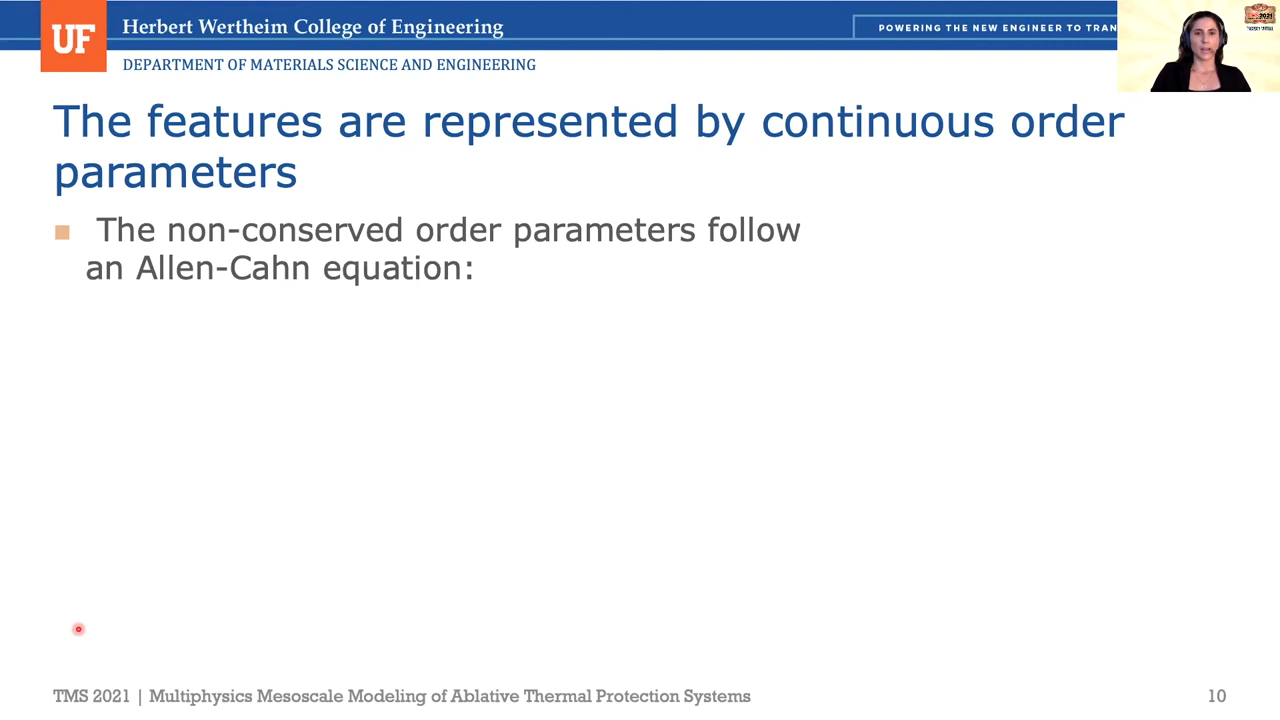 UF
Herbert Wertheim College of Engineering
POWERING THE NEW ENGINEER TO TRAN
DEPARTMENT OF MATERIALS SCIENCE AND ENGINEERING
The features are represented by continuous order
parameters
■ The non-conserved order parameters follow
an Allen-Cahn equation:
TMS 2021 | Multiphysics Mesoscale Modeling of Ablative Thermal Protection Systems
10